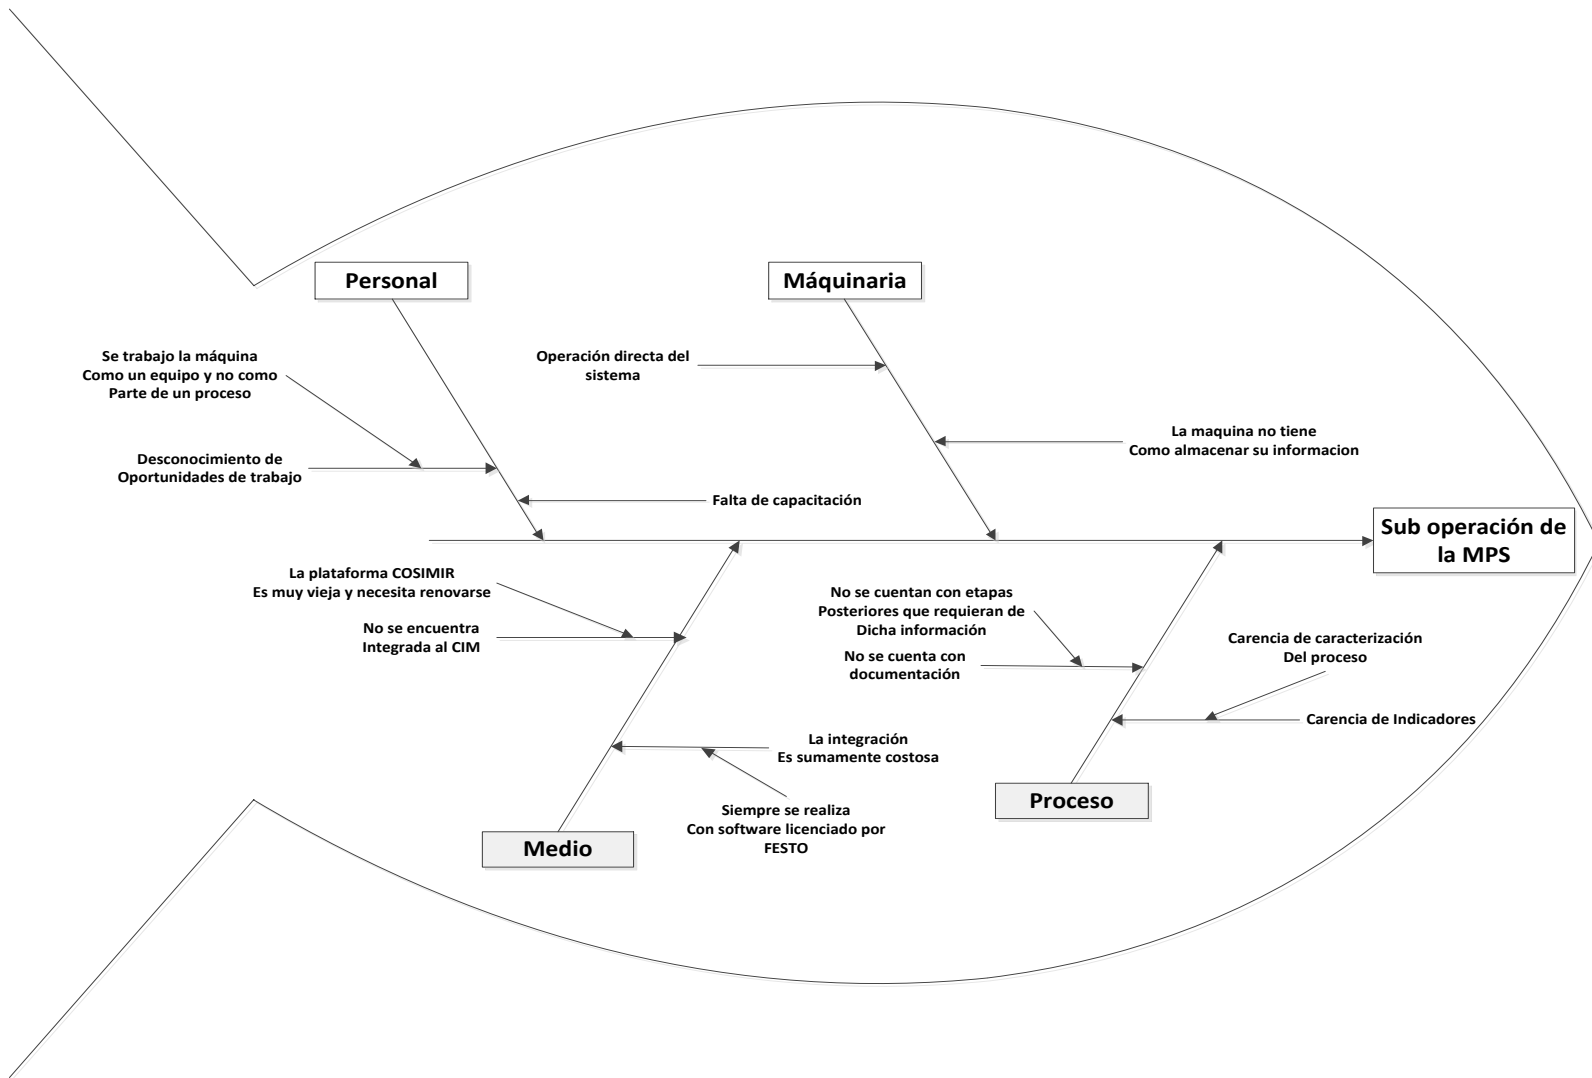 Personal
Máquinaria
Se trabajo la máquina
Como un equipo y no como
Parte de un proceso
Operación directa del
sistema
La maquina no tiene
Como almacenar su informacion
Desconocimiento de
Oportunidades de trabajo
Falta de capacitación
Sub operación de
la MPS
La plataforma COSIMIR
Es muy vieja y necesita renovarse
No se encuentra
Integrada al CIM
No se cuentan con etapas
Posteriores que requieran de
Dicha información
No se cuenta con
documentación
Carencia de caracterización
Del proceso
Carencia de Indicadores
La integración
Es sumamente costosa
Siempre se realiza
Con software licenciado por
FESTO
Proceso
Medio